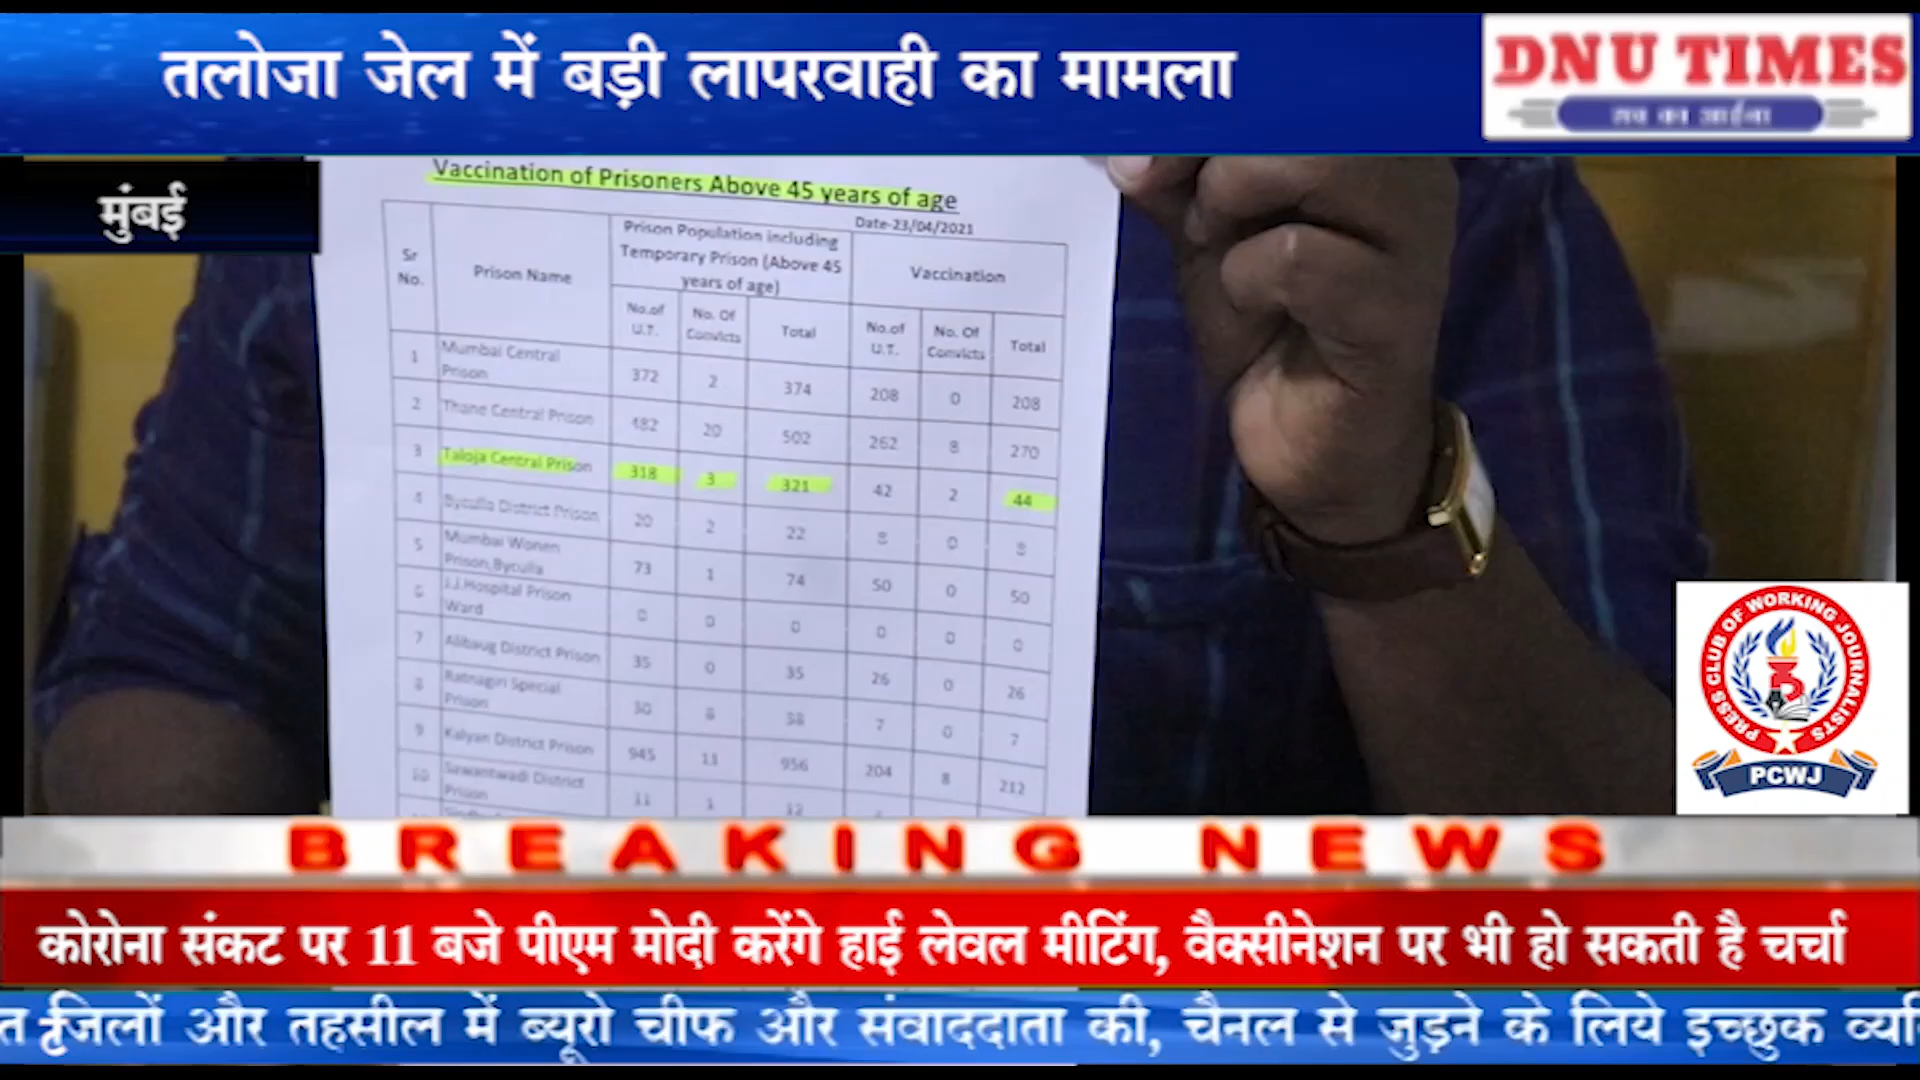 तलोजा जेल में बड़ी लापरवाही का मामला
DNU TIMES
सच का आईना
मुंबई
Vaccination of Prisoners Above 45 years of age
Date-23/04/2021
Sr No. Prison Name Prison Population including Temporary Prison (Above 45 years of age) Vaccination
No.of U.T. No. Of Convicts Total No.of U.T. No. Of Convicts Total
1 Mumbai Central Prison 372 2 374 208 0 208
2 Thane Central Prison 482 20 502 262 8 270
3 Taloja Central Prison 318 3 321 42 2 44
4 Byculla District Prison 20 2 22 8 0 8
5 Mumbai Wonen Prison,Byculla 73 1 74 50 0 50
6 J.J.Hospital Prison Ward 0 0 0 0 0 0
7 Alibaug District Prison 35 0 35 26 0 26
8 Ratnagiri Special Prison 30 8 38 7 0 7
9 Kalyan District Prison 945 11 956 204 8 212
10 Sawantwadi District Prison 11 1 12
PRESS CLUB OF WORKING JOURNALISTS
PCWJ
BREAKING NEWS
कोरोना संकट पर 11 बजे पीएम मोदी करेंगे हाई लेवल मीटिंग, वैक्सीनेशन पर भी हो सकती है चर्चा
जिलों और तहसील में ब्यूरो चीफ और संवाददाता की, चैनल से जुड़ने के लिये इच्छुक